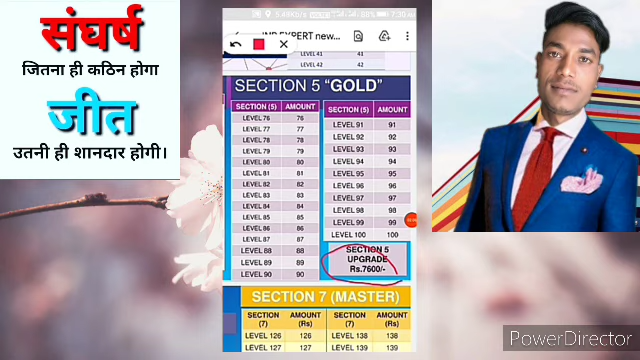 संघर्ष
जितना ही कठिन होगा
जीत
उतनी ही शानदार होगी।
7:30
INR EXPERT new...
LEVEL 41 41
LEVEL 42 42
SECTION 5 “GOLD”
SECTION (5) AMOUNT
LEVEL 76 76
LEVEL 77 77
LEVEL 78 78
LEVEL 79 79
LEVEL 80 80
LEVEL 81 81
LEVEL 82 82
LEVEL 83 83
LEVEL 84 84
LEVEL 85 85
LEVEL 86 86
LEVEL 87 87
LEVEL 88 88
LEVEL 89 89
LEVEL 90 90
SECTION (5) AMOUNT
LEVEL 91 91
LEVEL 92 92
LEVEL 93 93
LEVEL 94 94
LEVEL 95 95
LEVEL 96 96
LEVEL 97 97
LEVEL 98 98
LEVEL 99 99
LEVEL 100 100
SECTION 5
UPGRADE
Rs.7600/-
SECTION 7 (MASTER)
SECTION (7) AMOUNT (Rs) SECTION (7) AMOUNT (Rs)
LEVEL 126 126 LEVEL 138 138
LEVEL 127 127 LEVEL 139 139
PowerDirector